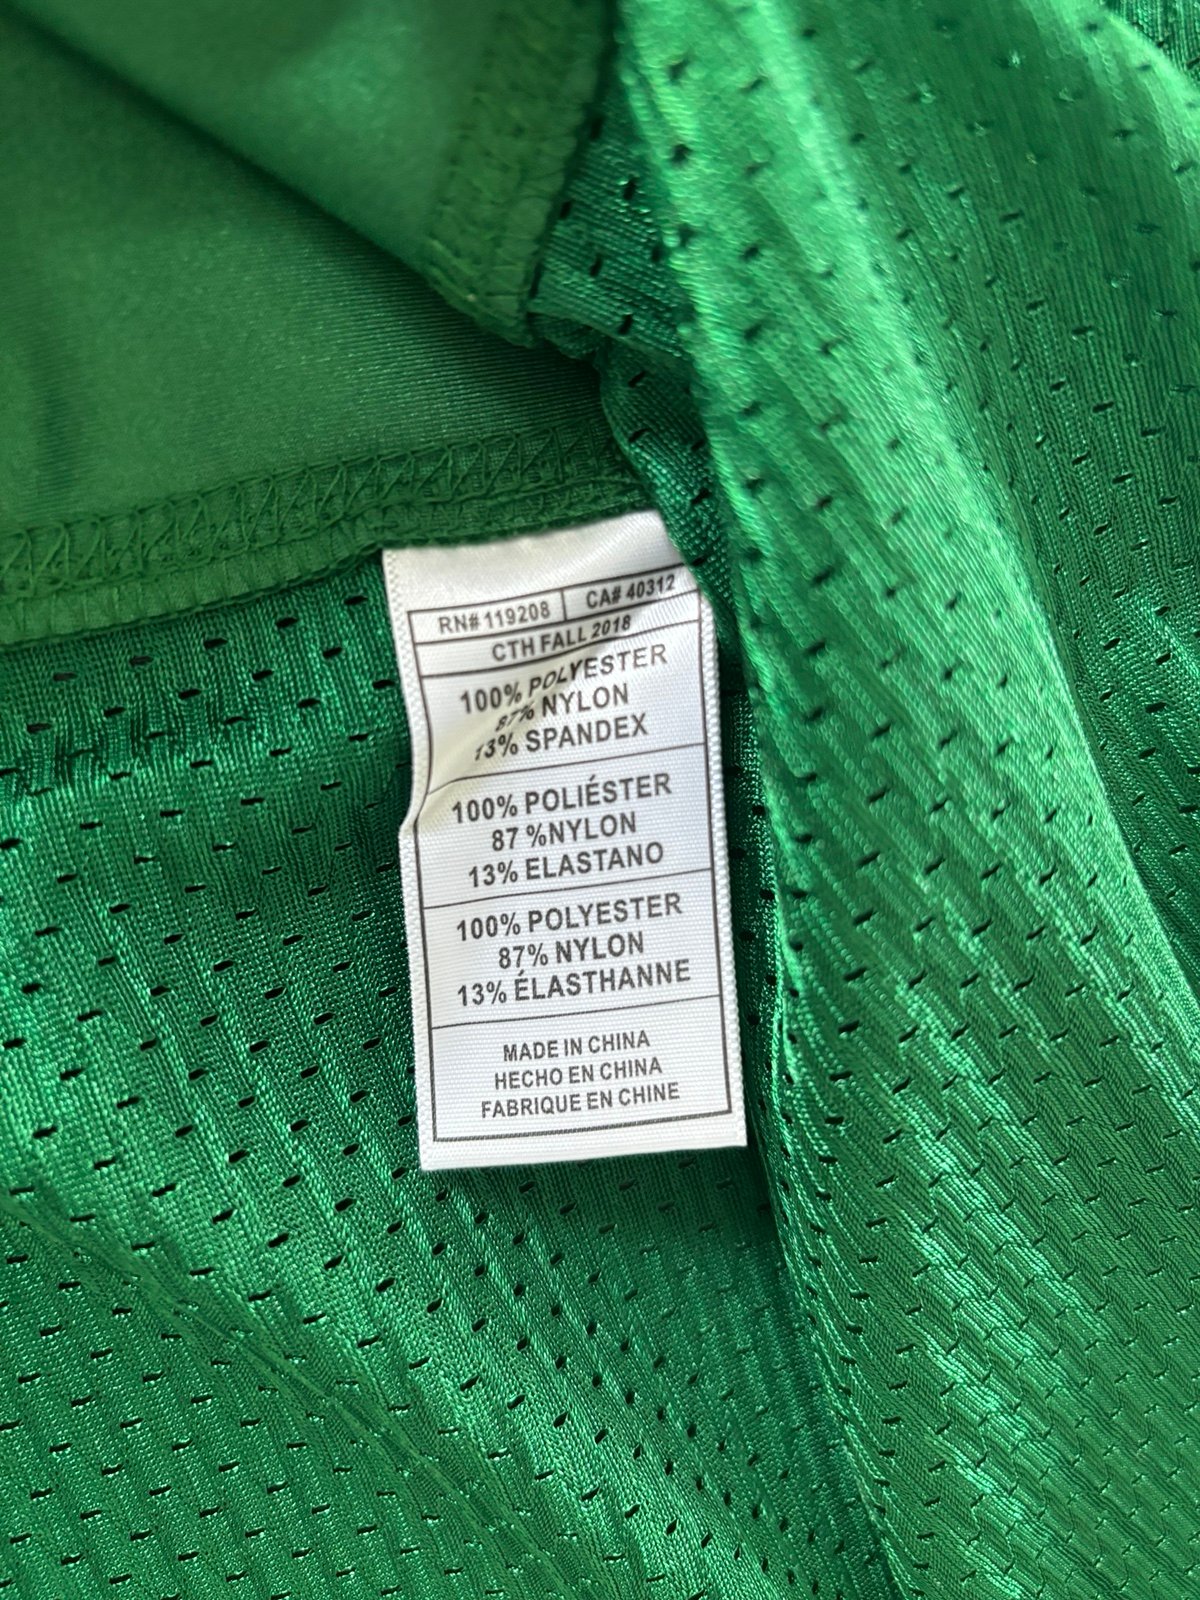 RN# 119208 CA# 40312
CTH FALL 2018
100% POLYESTER
87% NYLON
13% SPANDEX
100% POLIÉSTER
87 %NYLON
13% ELASTANO
100% POLYESTER
87% NYLON
13% ÉLASTHANNE
MADE IN CHINA
HECHO EN CHINA
FABRIQUE EN CHINE